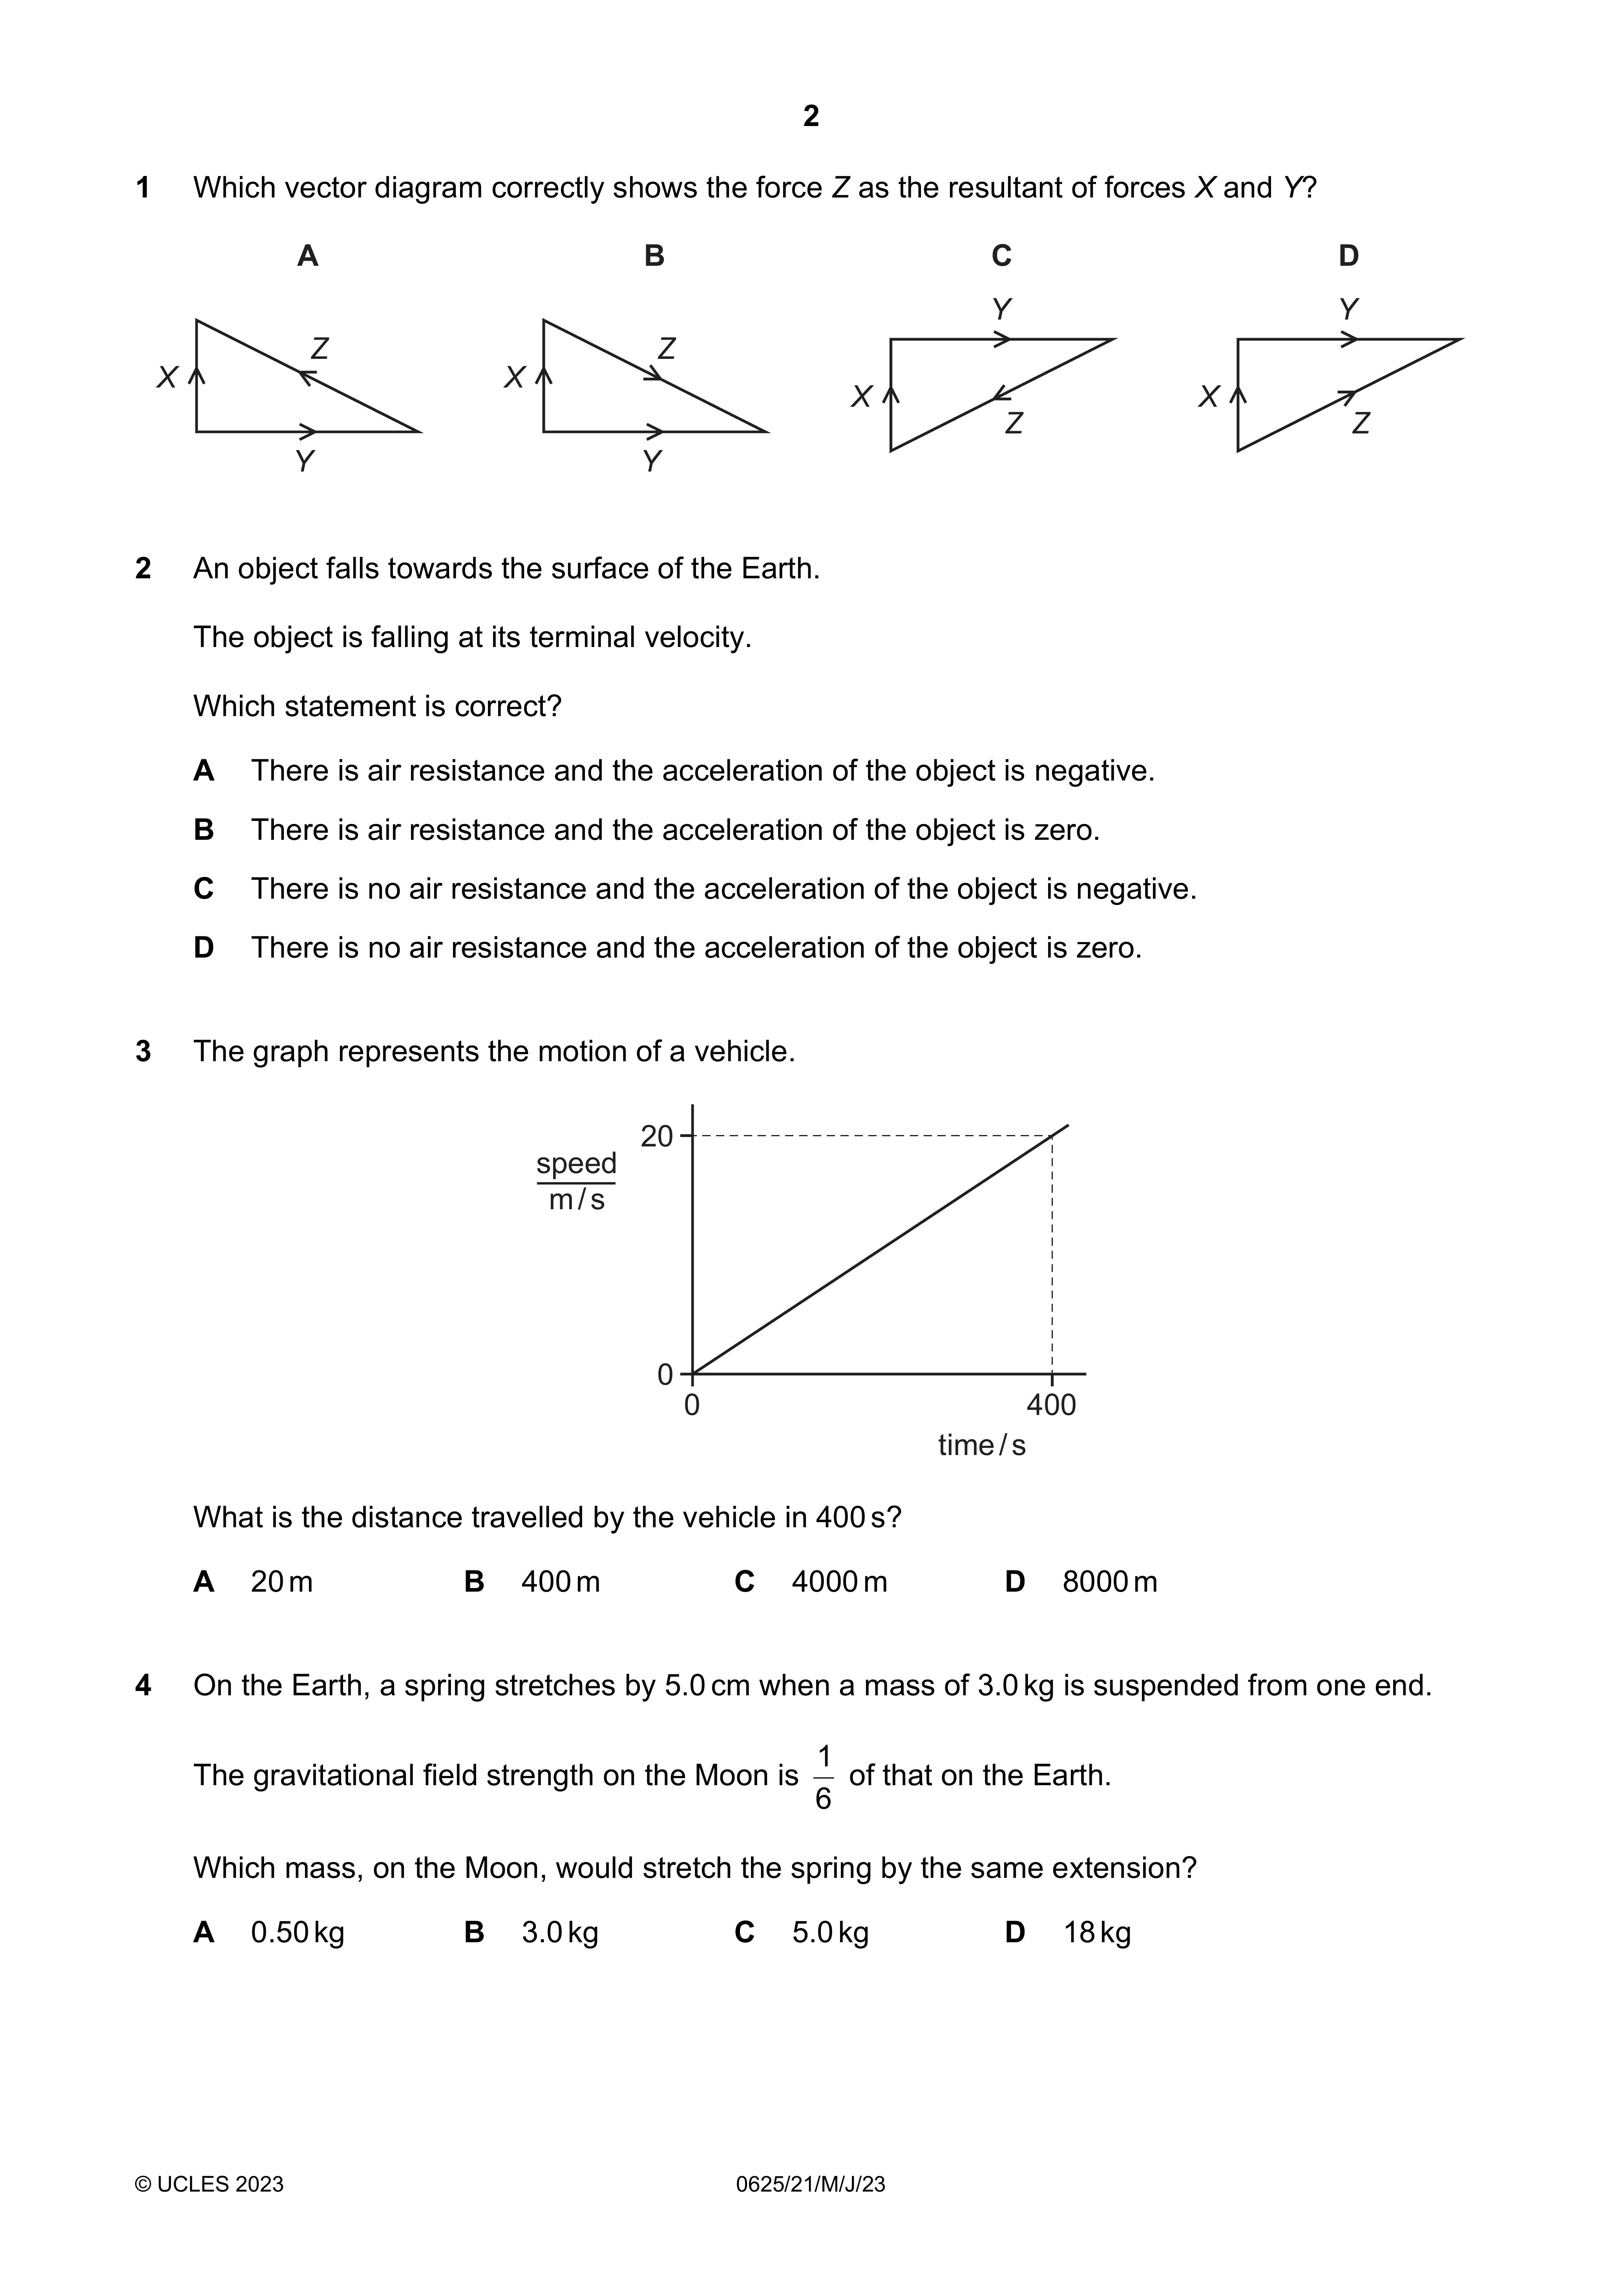 2
1 Which vector diagram correctly shows the force Z as the resultant of forces X and Y?
A B C D
X Z Y
X Z Y
Y X Z
Y X Z
2 An object falls towards the surface of the Earth.
The object is falling at its terminal velocity.
Which statement is correct?
A There is air resistance and the acceleration of the object is negative.
B There is air resistance and the acceleration of the object is zero.
C There is no air resistance and the acceleration of the object is negative.
D There is no air resistance and the acceleration of the object is zero.
3 The graph represents the motion of a vehicle.
20
speed
m / s
0
0 400
time / s
What is the distance travelled by the vehicle in 400 s?
A 20 m B 400 m C 4000 m D 8000 m
4 On the Earth, a spring stretches by 5.0 cm when a mass of 3.0 kg is suspended from one end.
The gravitational field strength on the Moon is 1/6 of that on the Earth.
Which mass, on the Moon, would stretch the spring by the same extension?
A 0.50 kg B 3.0 kg C 5.0 kg D 18 kg
© UCLES 2023 0625/21/M/J/23